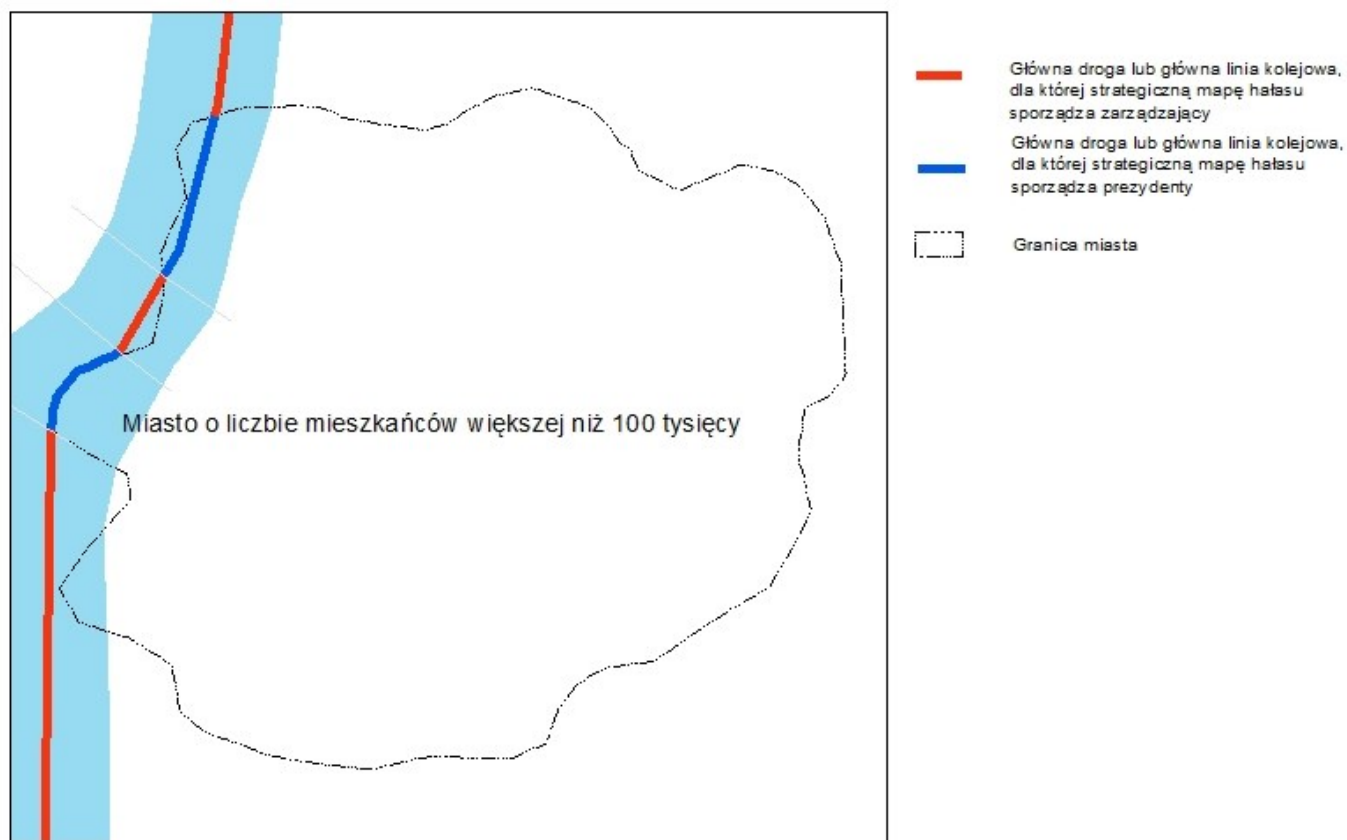 Główna droga lub główna linia kolejowa,
dla której strategiczną mapę hałasu
sporządza zarządzający
Główna droga lub główna linia kolejowa,
dla której strategiczną mapę hałasu
sporządza prezydenty
Granica miasta
Miasto o liczbie mieszkańców większej niż 100 tysięcy